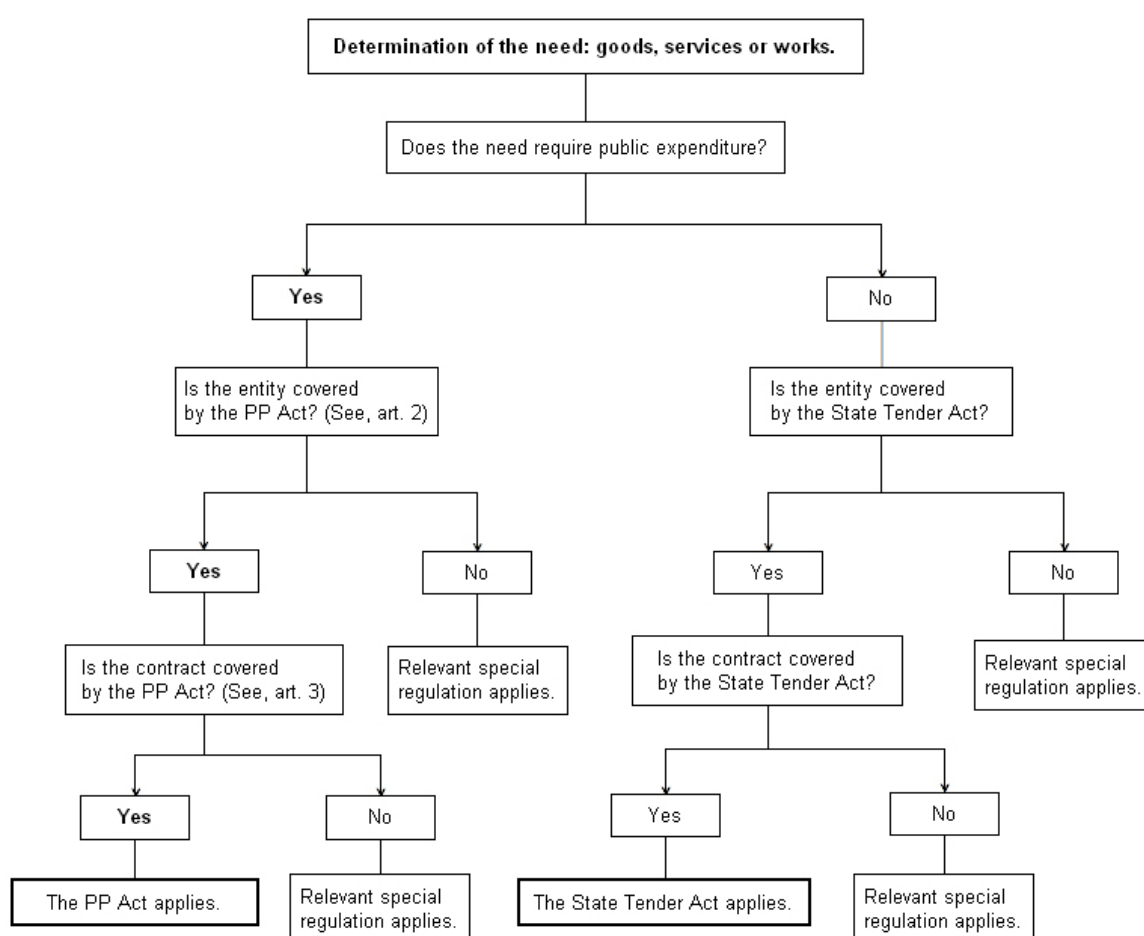 Determination of the need: goods, services or works.
Does the need require public expenditure?
Yes
No
Is the entity covered
by the PP Act? (See, art. 2)
Is the entity covered
by the State Tender Act?
Yes
No
Yes
No
Is the contract covered
by the PP Act? (See, art. 3)
Relevant special
regulation applies.
Is the contract covered
by the State Tender Act?
Relevant special
regulation applies.
Yes
No
Yes
No
The PP Act applies.
Relevant special
regulation applies.
The State Tender Act applies.
Relevant special
regulation applies.